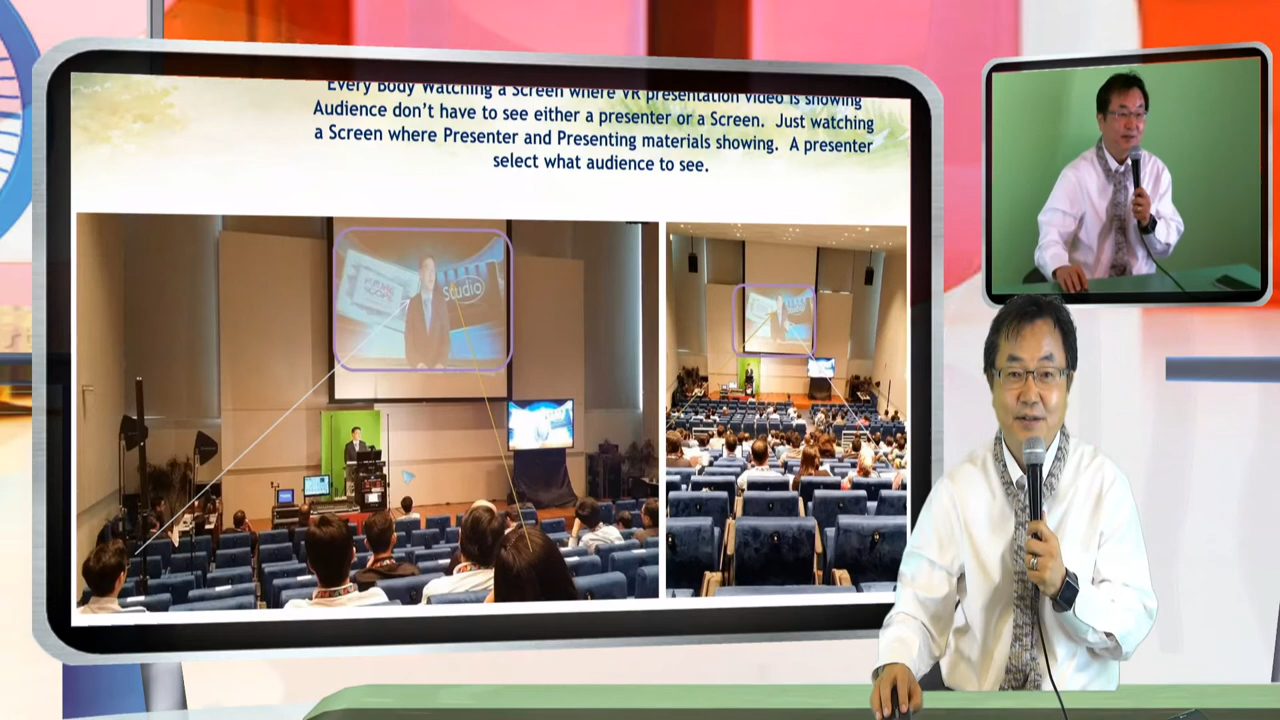 Every Body Watching a Screen where VR presentation video is showing
Audience don't have to see either a presenter or a Screen.  Just watching
a Screen where Presenter and Presenting materials showing.  A presenter
select what audience to see.
Studio